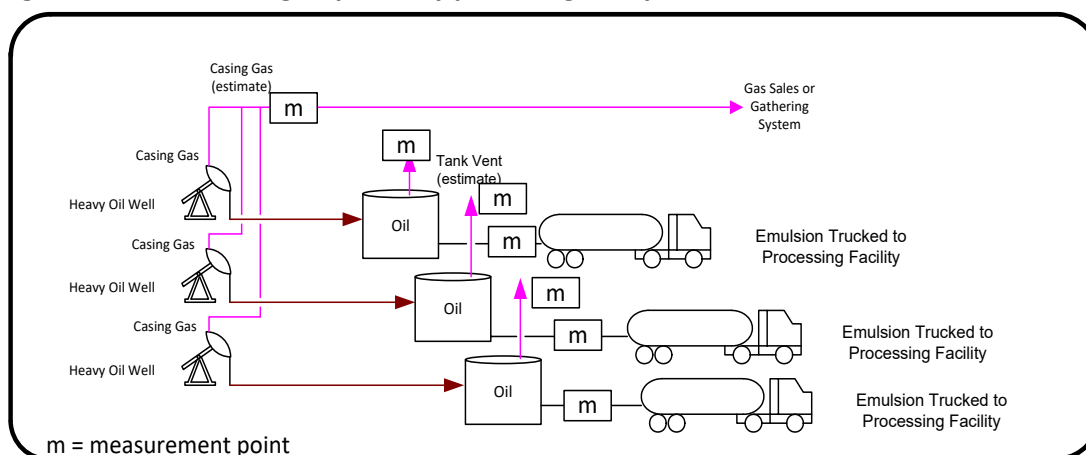 Casing Gas
(estimate)
m
Gas Sales or
Gathering
System
m
Casing Gas
Tank Vent
(estimate)
m
Heavy Oil Well
Oil
m
Emulsion Trucked to
Processing Facility
Casing Gas
Heavy Oil Well
m
Oil
m
Emulsion Trucked to
Processing Facility
Casing Gas
Heavy Oil Well
Oil
m
Emulsion Trucked to
Processing Facility
m = measurement point